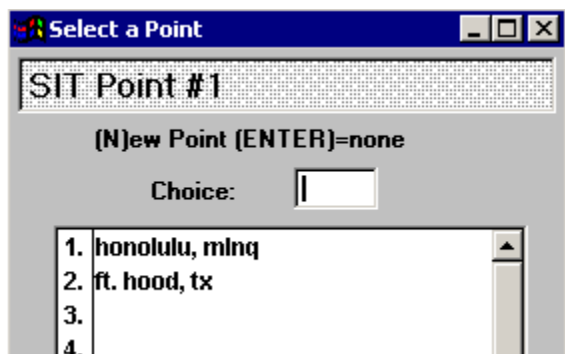 Select a Point
SIT Point #1
(N)ew Point (ENTER)=none
Choice:
1. honolulu, mlnq
2. ft. hood, tx
3.
4.